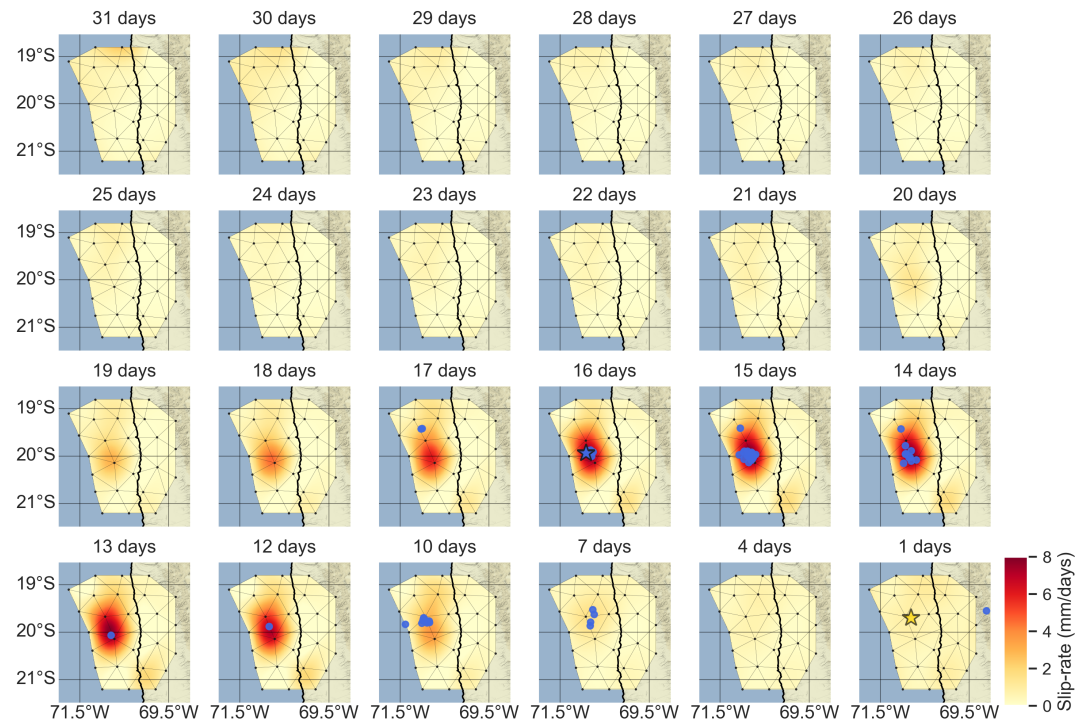 31 days 30 days 29 days 28 days 27 days 26 days
19°S
20°S
21°S
25 days 24 days 23 days 22 days 21 days 20 days
19°S
20°S
21°S
19 days 18 days 17 days 16 days 15 days 14 days
19°S
20°S
21°S
13 days 12 days 10 days 7 days 4 days 1 days
19°S
20°S
21°S
71.5°W 69.5°W 71.5°W 69.5°W 71.5°W 69.5°W 71.5°W 69.5°W 71.5°W 69.5°W 71.5°W 69.5°W
8
6
4
2
0
Slip-rate (mm/days)